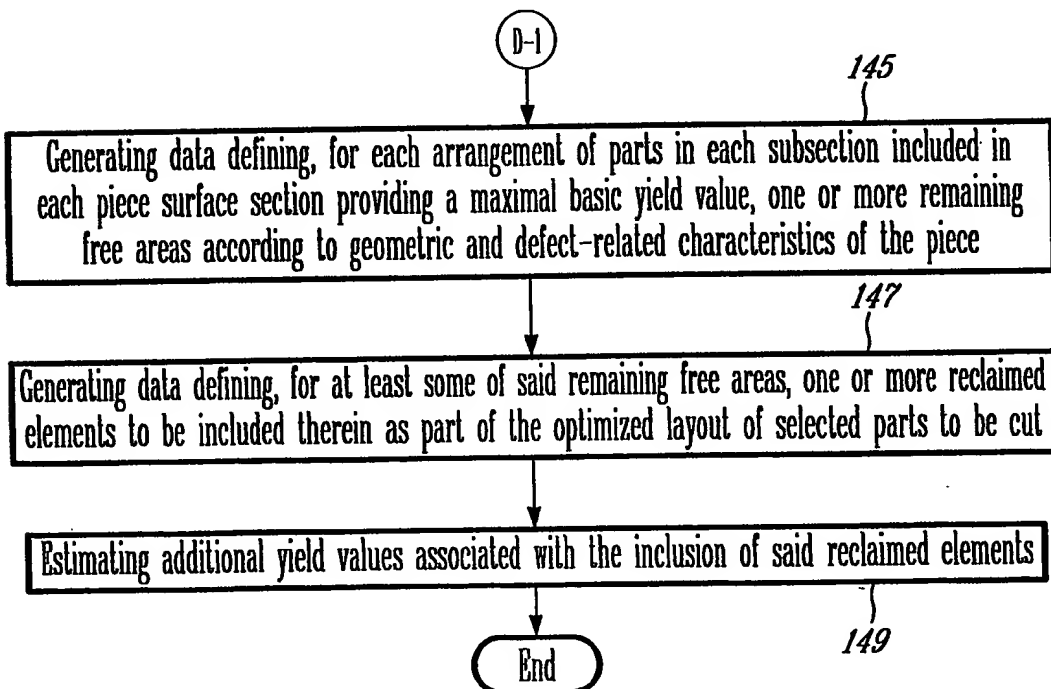 D-1
145
Generating data defining, for each arrangement of parts in each subsection included in
each piece surface section providing a maximal basic yield value, one or more remaining
free areas according to geometric and defect-related characteristics of the piece
147
Generating data defining, for at least some of said remaining free areas, one or more reclaimed
elements to be included therein as part of the optimized layout of selected parts to be cut
Estimating additional yield values associated with the inclusion of said reclaimed elements
149
End